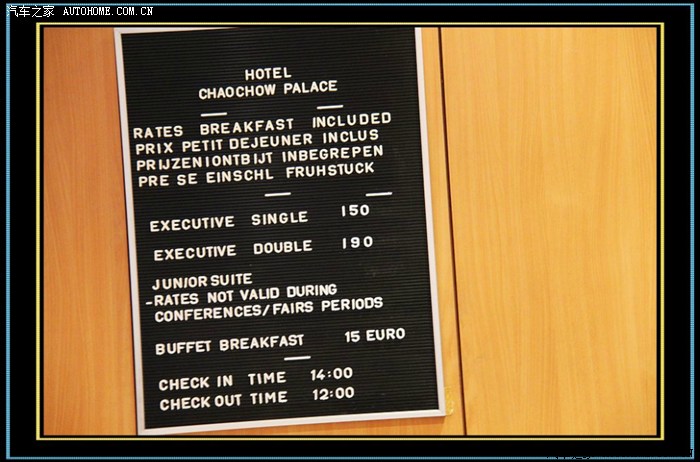 汽车之家 AUTOHOME.COM.CN
HOTEL
CHAOCHOW PALACE
RATES BREAKFAST INCLUDED
PRIX PETIT DEJEUNER INCLUS
PRIJZEN IONTBIJT INBEGREPEN
PRE SE EINSCHL FRUHSTUCK
EXECUTIVE SINGLE 150
EXECUTIVE DOUBLE 190
JUNIOR SUITE
-RATES NOT VALID DURING
CONFERENCES/FAIRS PERIODS
BUFFET BREAKFAST 15 EURO
CHECK IN TIME 14:00
CHECK OUT TIME 12:00